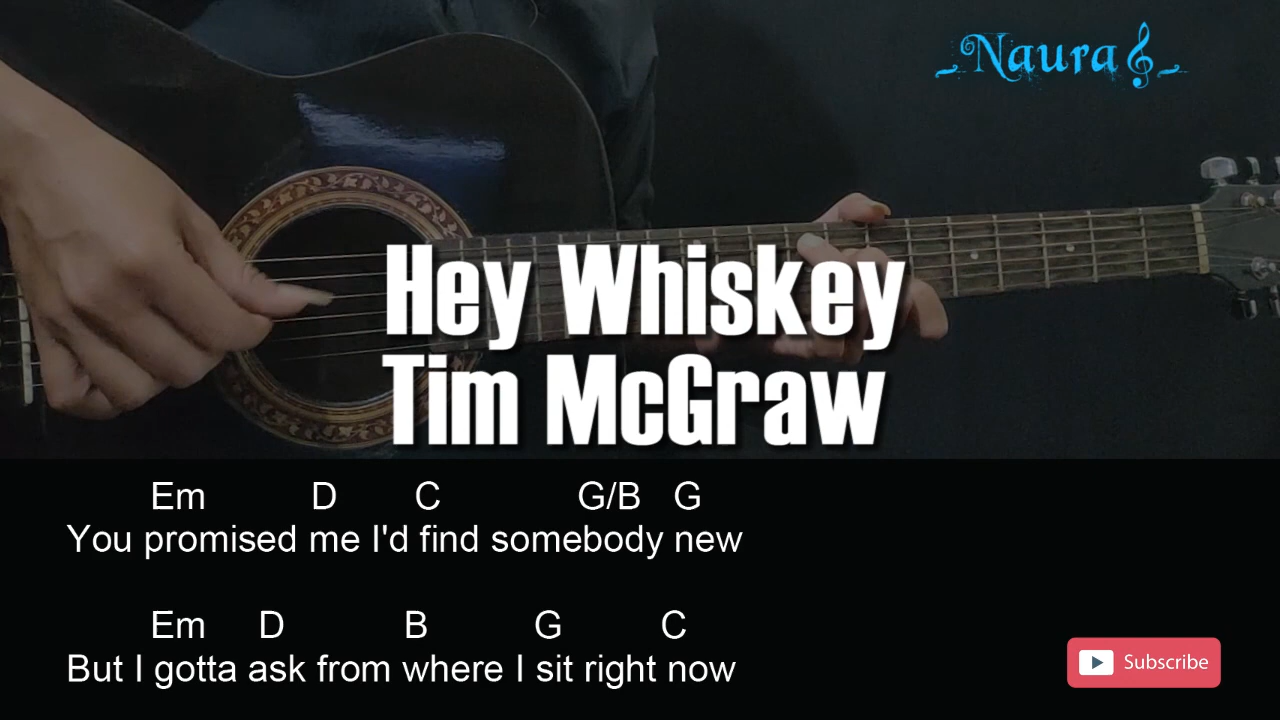 Naura
Hey Whiskey
Tim McGraw
Em D C G/B G
You promised me I'd find somebody new
Em D B G C
But I gotta ask from where I sit right now
Subscribe